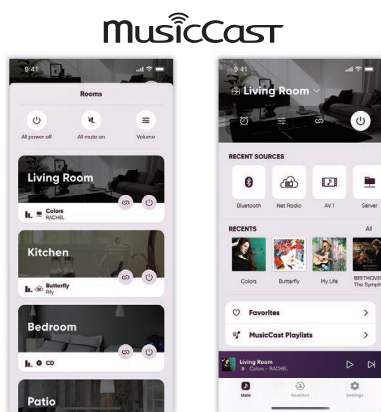 MusicCast
9:41
Rooms
All power off
All mute on
Volume
Living Room
Colors
RACHEL
Kitchen
Butterfly
Rily
Bedroom
CD
Patio
9:41
Living Room
RECENT SOURCES
Bluetooth
Net Radio
AV 1
Server
RECENTS
All
Colors
Butterfly
My Life
BEETHOVEN
The Symph
Favorites
MusicCast Playlists
Living Room
Colors - RACHEL
Main
Favorites
Settings